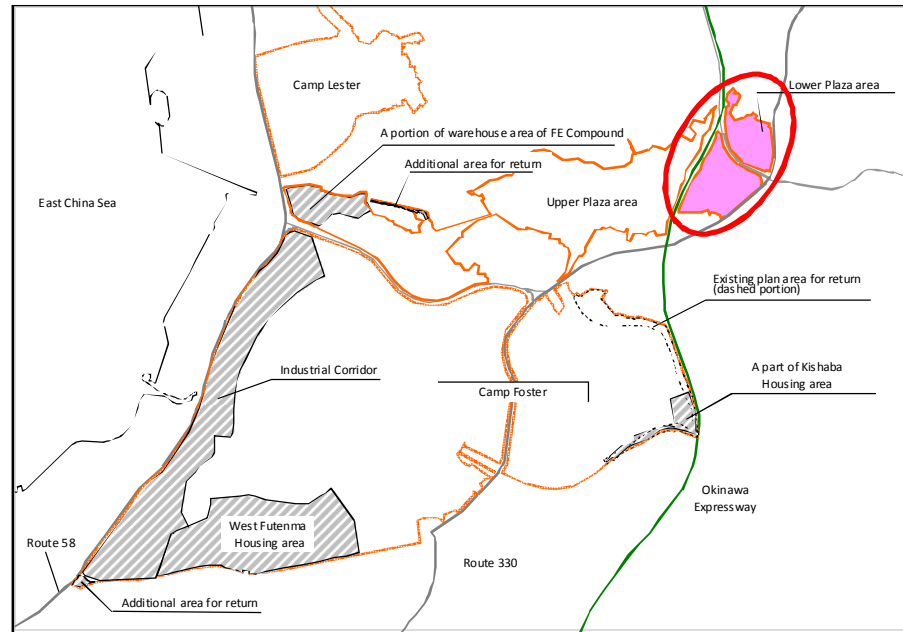 Camp Lester
Lower Plaza area
A portion of warehouse area of FE Compound
Additional area for return
East China Sea
Upper Plaza area
Existing plan area for return
(dashed portion)
Industrial Corridor
A part of Kishaba
Housing area
Camp Foster
Okinawa
Expressway
West Futenma
Housing area
Route 58
Route 330
Additional area for return